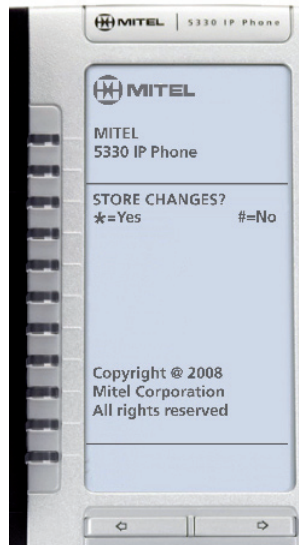 MITEL | 5330 IP Phone
MITEL
MITEL
5330 IP Phone
STORE CHANGES?
*=Yes #=No
Copyright @ 2008
Mitel Corporation
All rights reserved